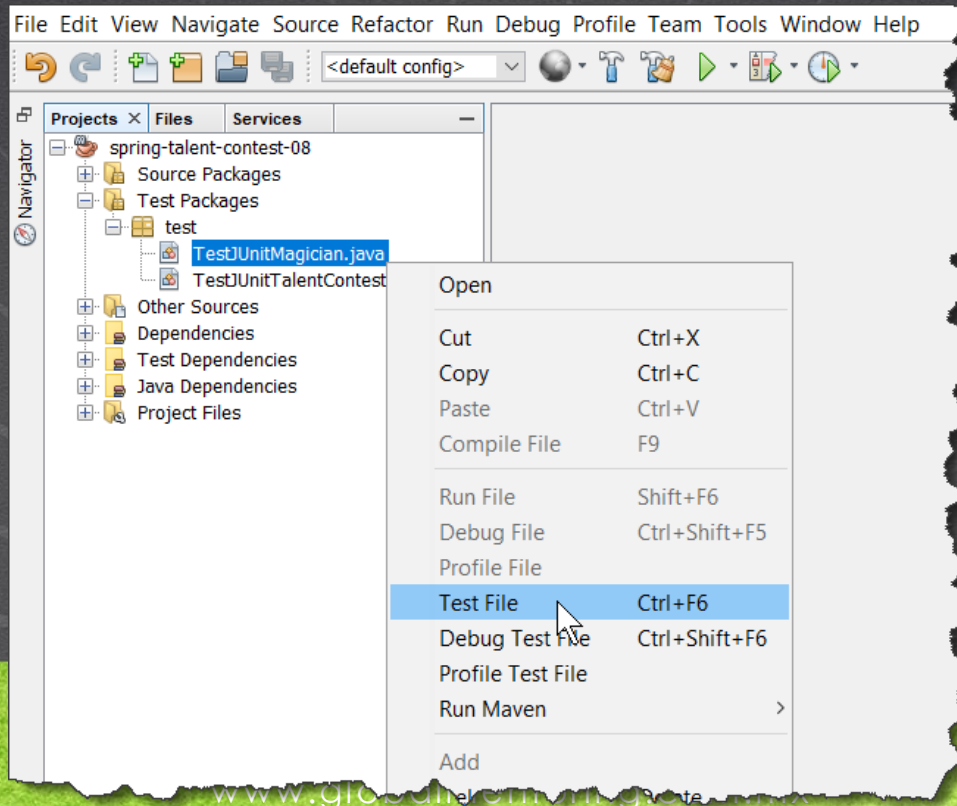 File Edit View Navigate Source Refactor Run Debug Profile Team Tools Window Help
<default config>
Projects Files Services
Navigator
spring-talent-contest-08
Source Packages
Test Packages
test
TestJUnitMagician.java
TestJUnitTalentContest
Other Sources
Dependencies
Test Dependencies
Java Dependencies
Project Files
Open
Cut Ctrl+X
Copy Ctrl+C
Paste Ctrl+V
Compile File F9
Run File Shift+F6
Debug File Ctrl+Shift+F5
Profile File
Test File Ctrl+F6
Debug Test File Ctrl+Shift+F6
Profile Test File
Run Maven
Add